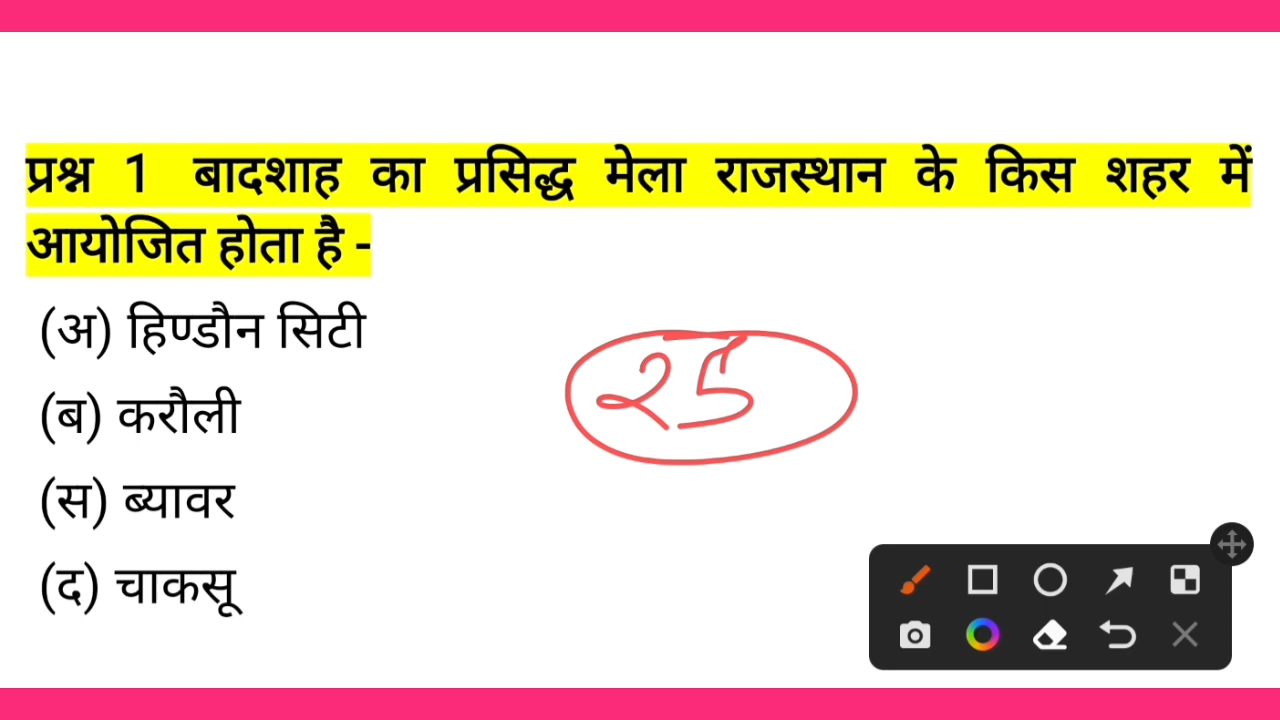 प्रश्न 1 बादशाह का प्रसिद्ध मेला राजस्थान के किस शहर में
आयोजित होता है -
(अ) हिण्डौन सिटी
(ब) करौली
२5
(स) ब्यावर
(द) चाकसू